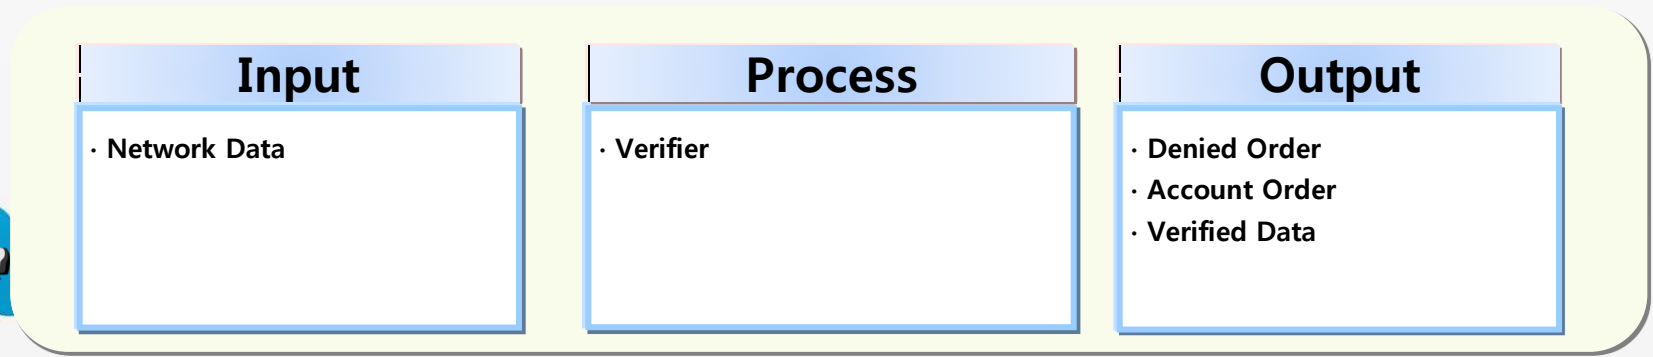 Input
· Network Data
Process
· Verifier
Output
· Denied Order
· Account Order
· Verified Data